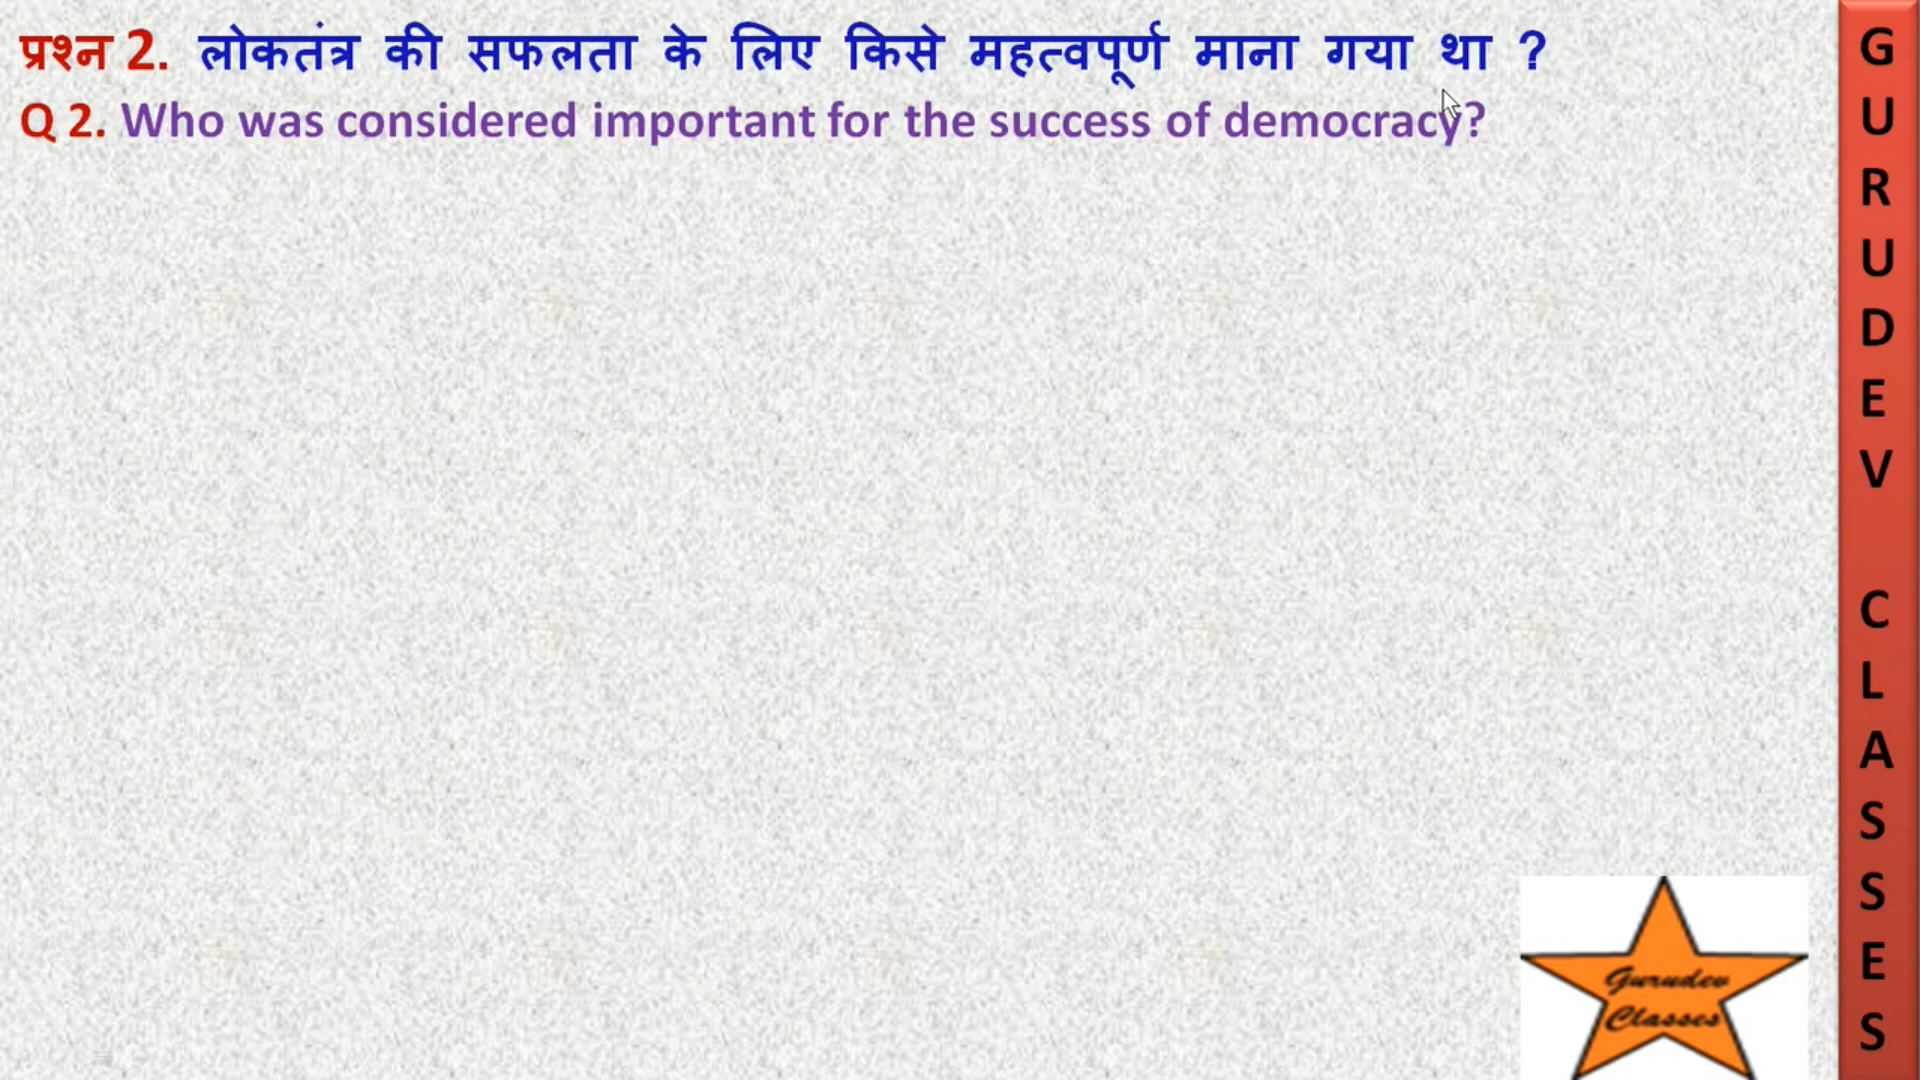 प्रश्न 2. लोकतंत्र की सफलता के लिए किसे महत्वपूर्ण माना गया था ?
Q 2. Who was considered important for the success of democracy?
GURUDEV CLASSES
Gurudev
Classes